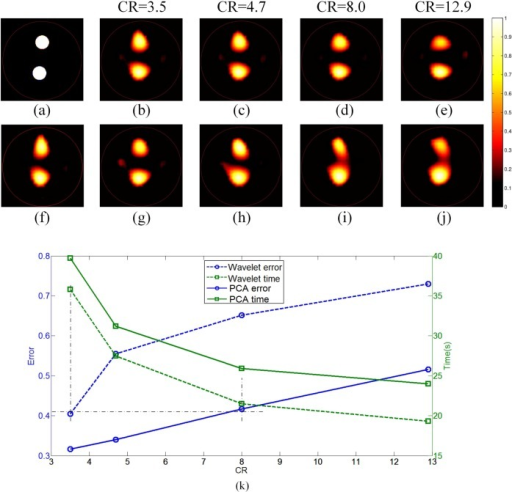 CR=3.5 CR=4.7 CR=8.0 CR=12.9
1
0.9
0.8
0.7
0.6
0.5
0.4
0.3
0.2
0.1
0
(a) (b) (c) (d) (e)
(f) (g) (h) (i) (j)
Wavelet error
Wavelet time
PCA error
PCA time
Error
0.8
0.7
0.6
0.5
0.4
0.3
Time(s)
40
35
30
25
20
15
3 4 5 6 7 8 9 10 11 12 13
CR
(k)